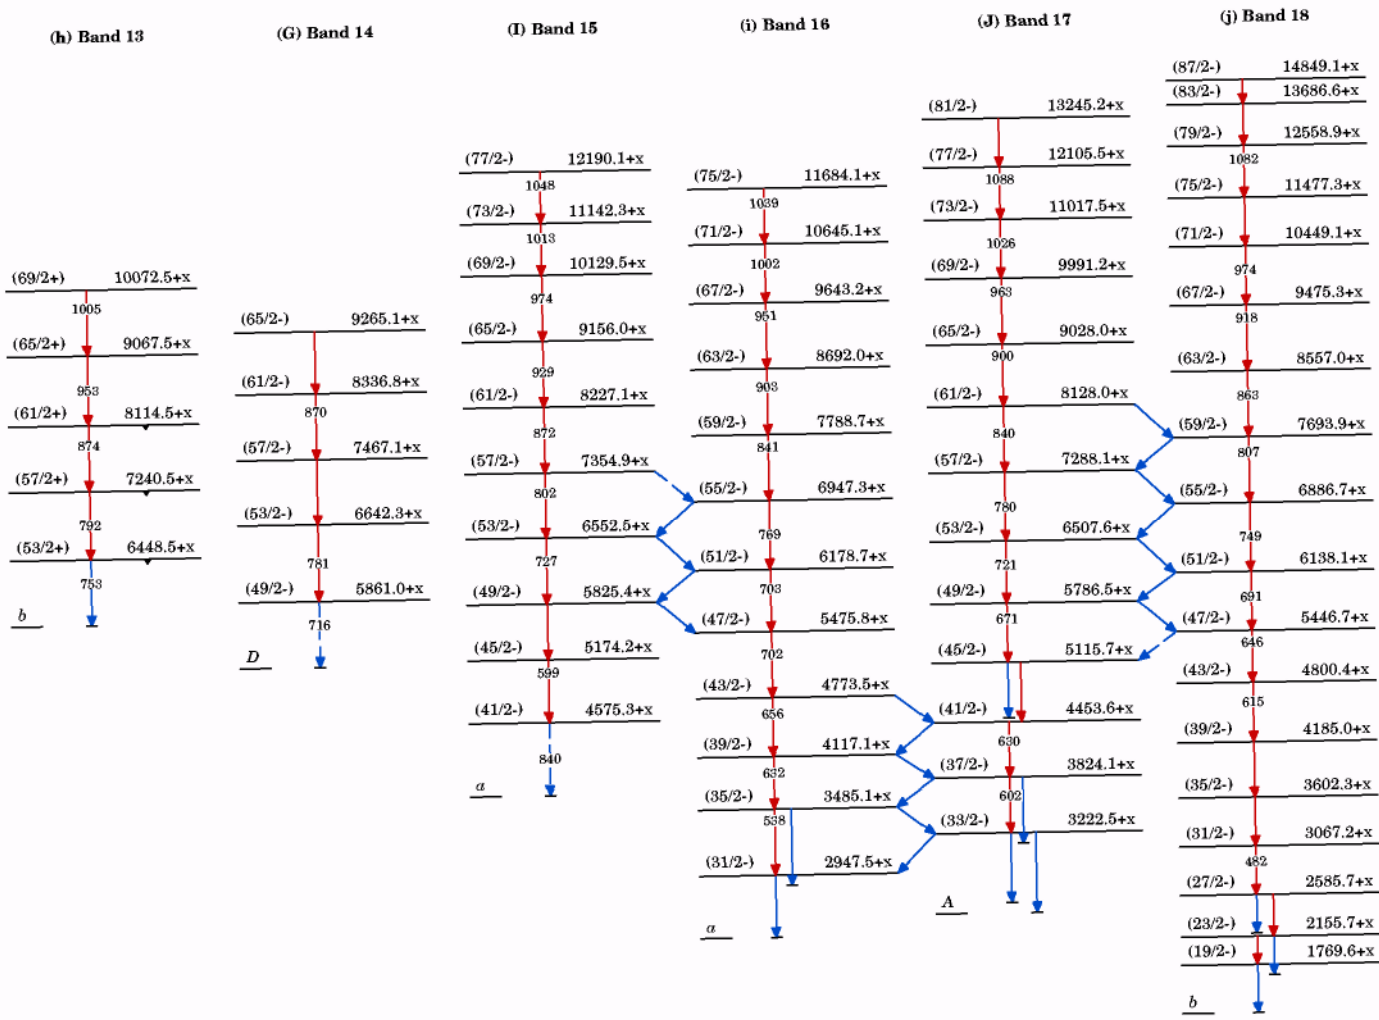 (h) Band 13
(69/2+) 10072.5+x
1005
(65/2+) 9067.5+x
953
(61/2+) 8114.5+x
874
(57/2+) 7240.5+x
792
(53/2+) 6448.5+x
753
b
(G) Band 14
(65/2-) 9265.1+x
(61/2-) 8336.8+x
870
(57/2-) 7467.1+x
(53/2-) 6642.3+x
781
(49/2-) 5861.0+x
716
D
(I) Band 15
(77/2-) 12190.1+x
1048
(73/2-) 11142.3+x
1013
(69/2-) 10129.5+x
974
(65/2-) 9156.0+x
929
(61/2-) 8227.1+x
872
(57/2-) 7354.9+x
802
(53/2-) 6552.5+x
727
(49/2-) 5825.4+x
(45/2-) 5174.2+x
599
(41/2-) 4575.3+x
840
a
(i) Band 16
(75/2-) 11684.1+x
1039
(71/2-) 10645.1+x
1002
(67/2-) 9643.2+x
951
(63/2-) 8692.0+x
903
(59/2-) 7788.7+x
841
(55/2-) 6947.3+x
769
(51/2-) 6178.7+x
703
(47/2-) 5475.8+x
702
(43/2-) 4773.5+x
656
(39/2-) 4117.1+x
632
(35/2-) 3485.1+x
538
(31/2-) 2947.5+x
a
(J) Band 17
(81/2-) 13245.2+x
(77/2-) 12105.5+x
1088
(73/2-) 11017.5+x
1026
(69/2-) 9991.2+x
963
(65/2-) 9028.0+x
900
(61/2-) 8128.0+x
840
(57/2-) 7288.1+x
780
(53/2-) 6507.6+x
721
(49/2-) 5786.5+x
671
(45/2-) 5115.7+x
(41/2-) 4453.6+x
630
(37/2-) 3824.1+x
602
(33/2-) 3222.5+x
A
(j) Band 18
(87/2-) 14849.1+x
(83/2-) 13686.6+x
(79/2-) 12558.9+x
1082
(75/2-) 11477.3+x
(71/2-) 10449.1+x
974
(67/2-) 9475.3+x
918
(63/2-) 8557.0+x
863
(59/2-) 7693.9+x
807
(55/2-) 6886.7+x
749
(51/2-) 6138.1+x
691
(47/2-) 5446.7+x
646
(43/2-) 4800.4+x
615
(39/2-) 4185.0+x
(35/2-) 3602.3+x
(31/2-) 3067.2+x
482
(27/2-) 2585.7+x
(23/2-) 2155.7+x
(19/2-) 1769.6+x
b